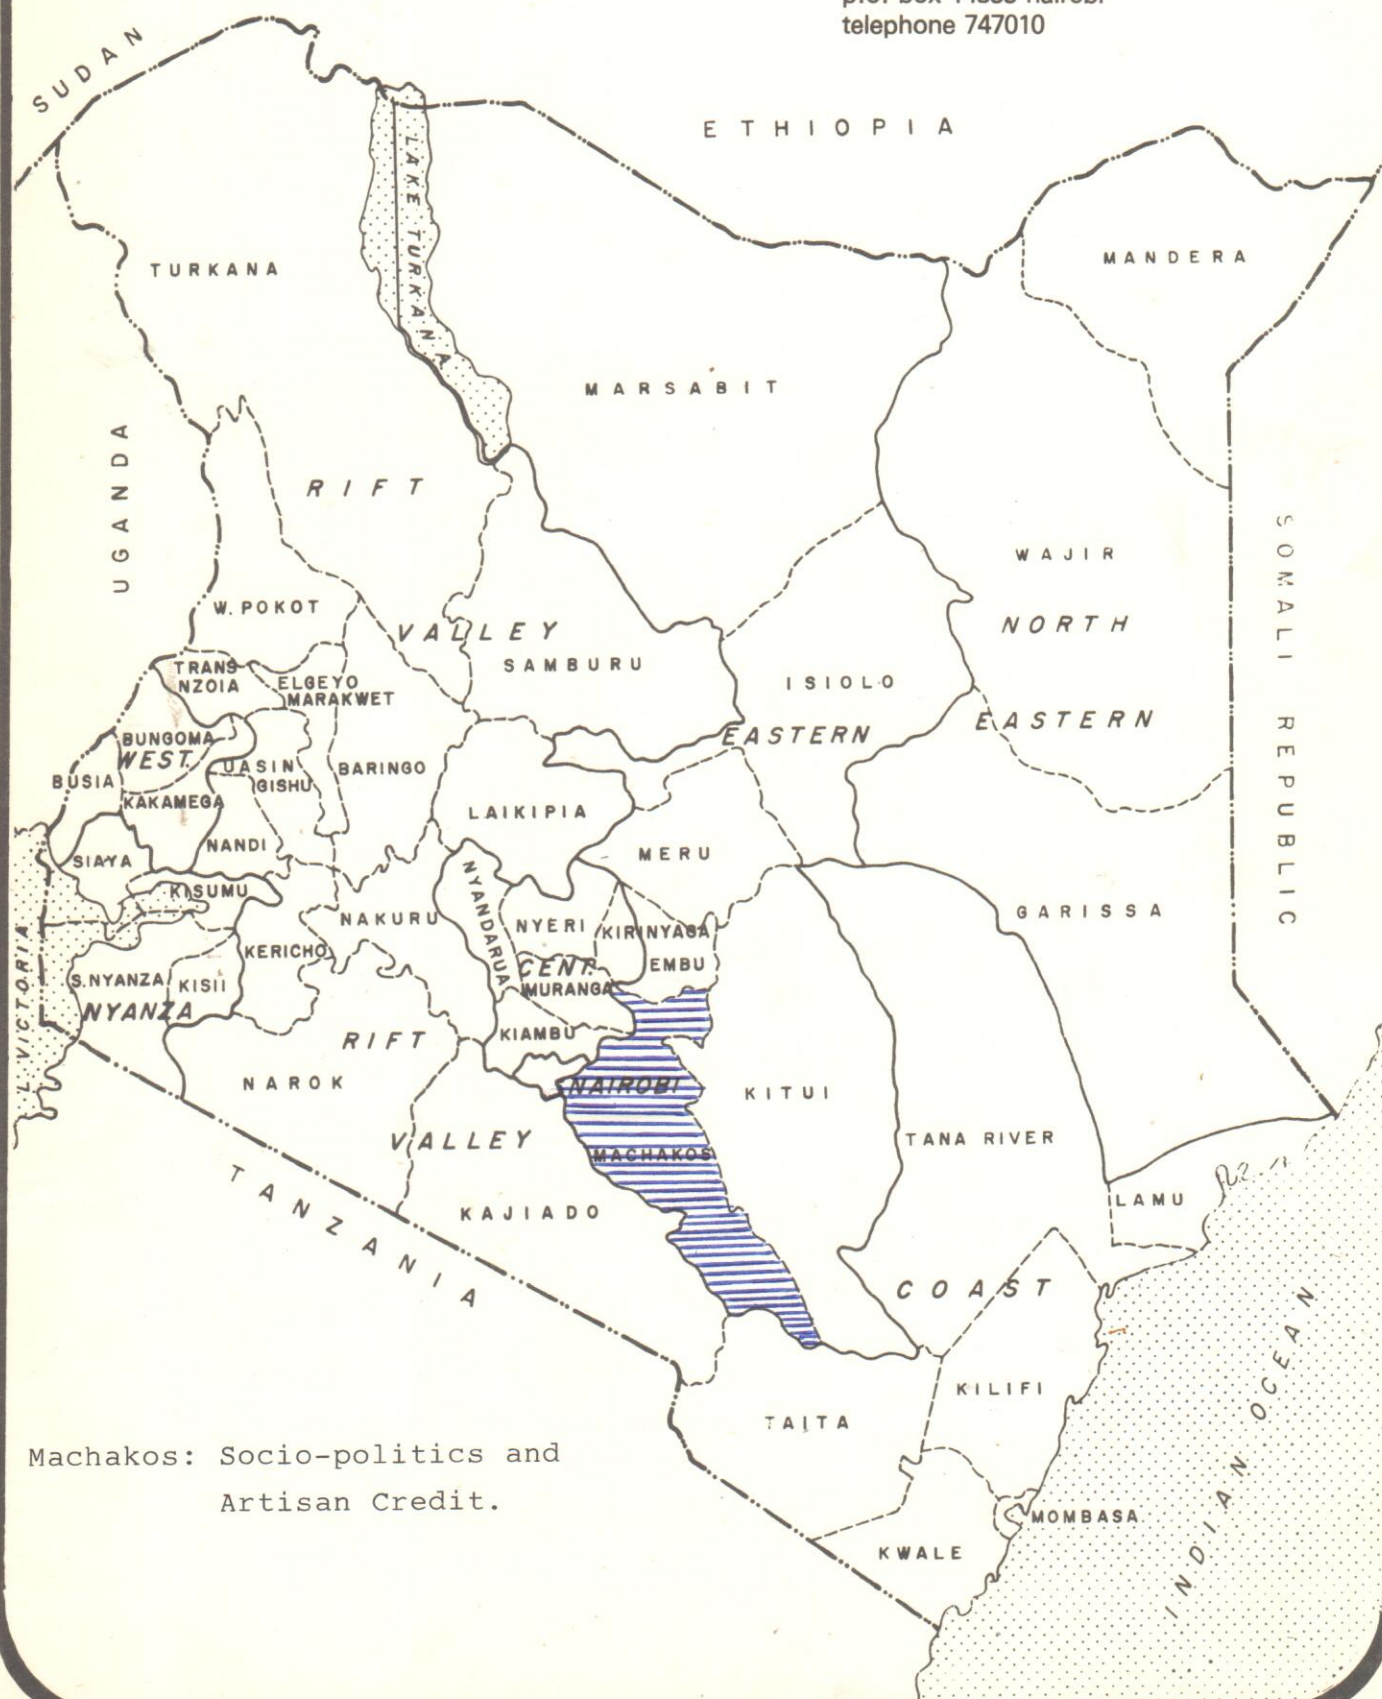 telephone 747010
SUDAN
ETHIOPIA
LAKE TURKANA
MANDERA
TURKANA
MARSABIT
UGANDA
RIFT
SOMALI REPUBLIC
WAJIR
W. POKOT
NORTH
VALLEY
SAMBURU
TRANS
NZOIA
ELGEYO
MARAKWET
ISIOLO
EASTERN
EASTERN
BUNGOMA
WEST.
BUSIA
UASIN
GISHU
BARINGO
KAKAMEGA
LAIKIPIA
NANDI
MERU
SIAYA
KISUMU
NYANDARUA
GARISSA
NAKURU
NYERI
KIRINYAGA
KERICHO
CENT.
EMBU
S.NYANZA
KISII
MURANGA
NYANZA
L. VICTORIA
KIAMBU
RIFT
NAROK
NAIROBI
KITUI
VALLEY
TANA RIVER
MACHAKOS
TANZANIA
KAJIADO
LAMU
COAST
KILIFI
TAITA
INDIAN OCEAN
Machakos: Socio-politics and
Artisan Credit.
MOMBASA
KWALE